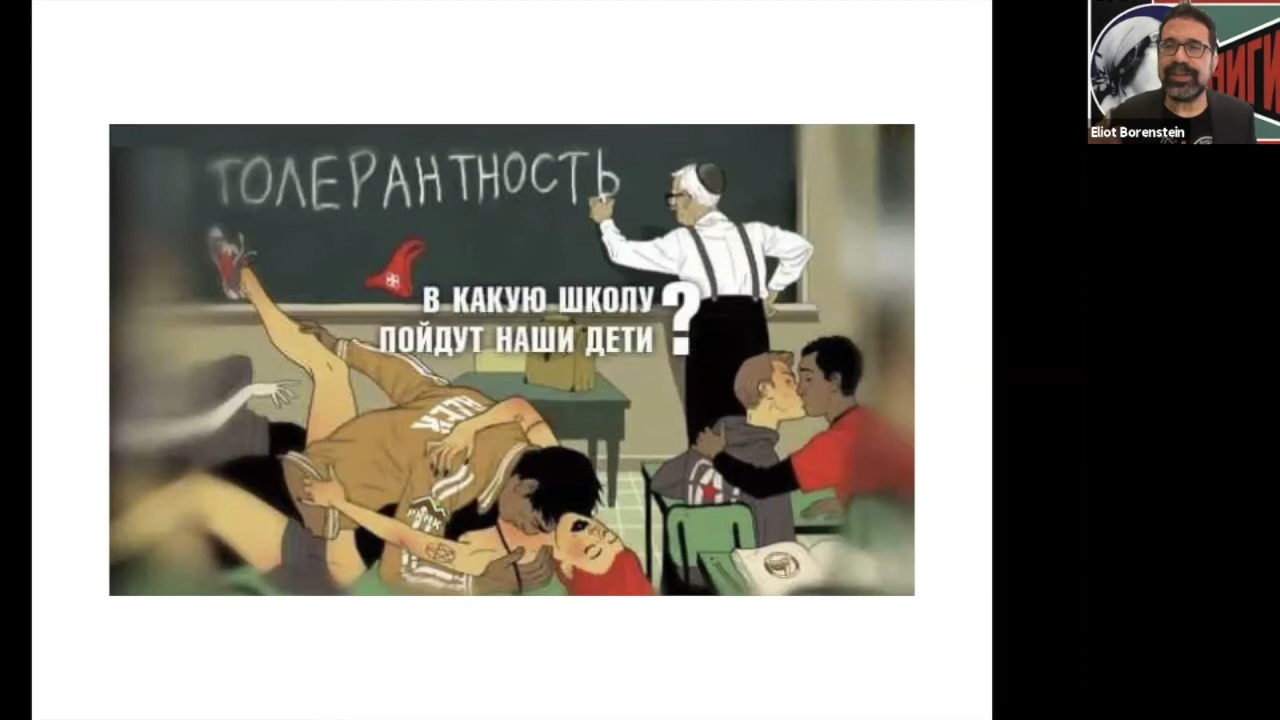 ТОЛЕРАНТНОСТЬ
В КАКУЮ ШКОЛУ
ПОЙДУТ НАШИ ДЕТИ?
Eliot Borenstein